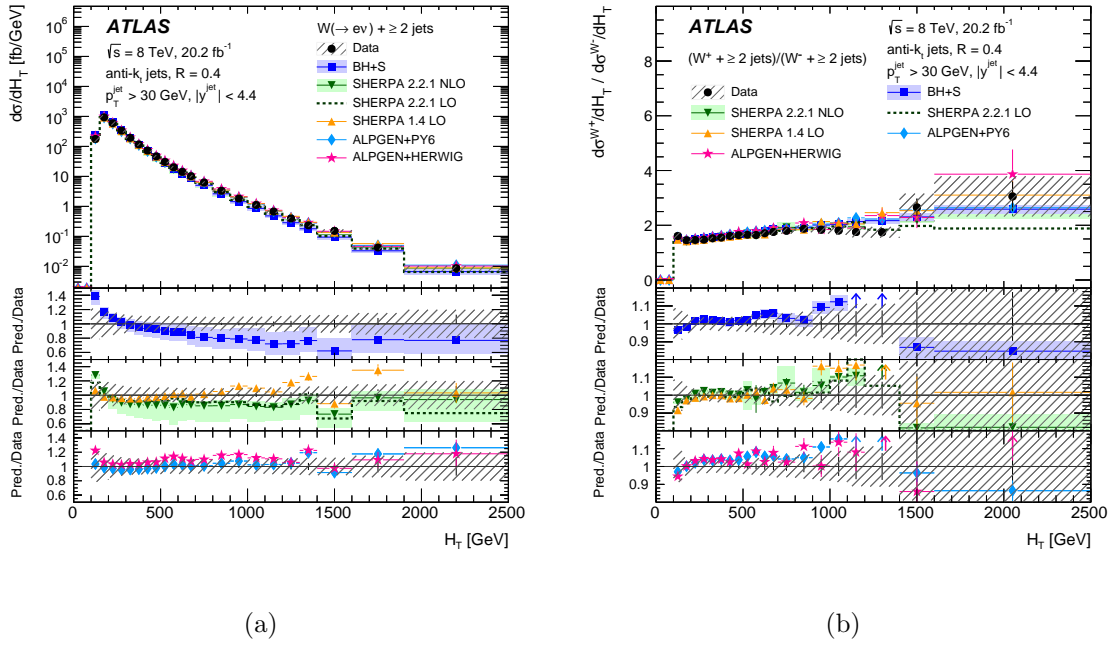 ATLAS
√s = 8 TeV, 20.2 fb⁻¹
anti-kₜ jets, R = 0.4
p_T^jet > 30 GeV, |y^jet| < 4.4
W(→ eν) + ≥ 2 jets
Data
BH+S
SHERPA 2.2.1 NLO
SHERPA 2.2.1 LO
SHERPA 1.4 LO
ALPGEN+PY6
ALPGEN+HERWIG
dσ/dH_T [fb/GeV]
10⁶
10⁵
10⁴
10³
10²
10
1
10⁻¹
10⁻²
Pred./Data
1.4
1.2
1
0.8
0.6
Pred./Data
1.4
1.2
1
0.8
0.6
Pred./Data
1.4
1.2
1
0.8
0.6
0 500 1000 1500 2000 2500
H_T [GeV]
(a)
ATLAS
√s = 8 TeV, 20.2 fb⁻¹
anti-kₜ jets, R = 0.4
p_T^jet > 30 GeV, |y^jet| < 4.4
(W⁺ + ≥ 2 jets)/(W⁻ + ≥ 2 jets)
Data
BH+S
SHERPA 2.2.1 NLO
SHERPA 2.2.1 LO
SHERPA 1.4 LO
ALPGEN+PY6
ALPGEN+HERWIG
dσ^W⁺/dH_T / dσ^W⁻/dH_T
8
6
4
2
0
Pred./Data
1.1
1
0.9
Pred./Data
1.1
1
0.9
Pred./Data
1.1
1
0.9
0 500 1000 1500 2000
H_T [GeV]
(b)